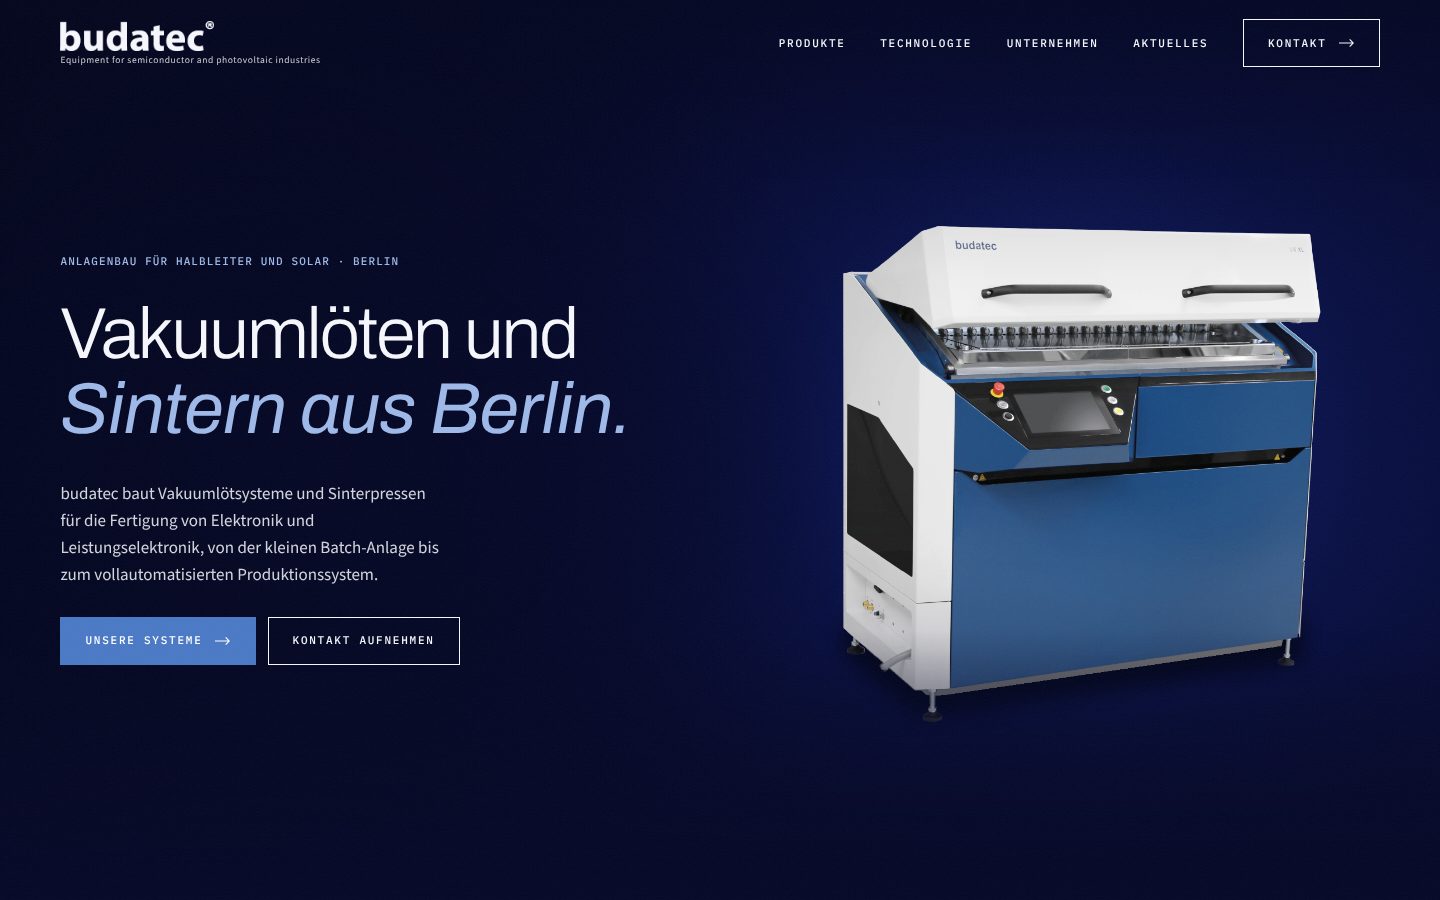 budatec®
Equipment for semiconductor and photovoltaic industries
PRODUKTE
TECHNOLOGIE
UNTERNEHMEN
AKTUELLES
KONTAKT
ANLAGENBAU FÜR HALBLEITER UND SOLAR · BERLIN
Vakuumlöten und
Sintern aus Berlin.
budatec baut Vakuumlötsysteme und Sinterpressen
für die Fertigung von Elektronik und
Leistungselektronik, von der kleinen Batch-Anlage bis
zum vollautomatisierten Produktionssystem.
UNSERE SYSTEME
KONTAKT AUFNEHMEN
budatec